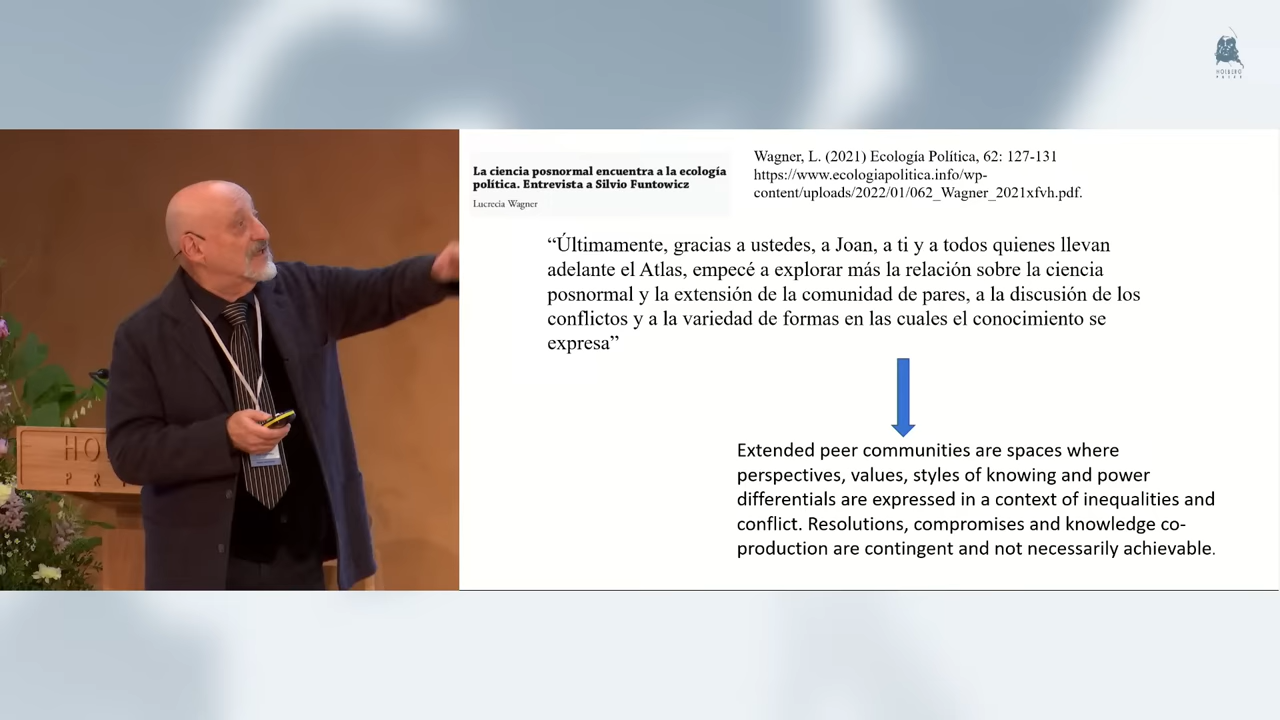 HOLBERG
PRIZE
La ciencia posnormal encuentra a la ecología
política. Entrevista a Silvio Funtowicz
Lucrecia Wagner
Wagner, L. (2021) Ecología Política, 62: 127-131
https://www.ecologiapolitica.info/wp-
content/uploads/2022/01/062_Wagner_2021xfvh.pdf.
“Últimamente, gracias a ustedes, a Joan, a ti y a todos quienes llevan
adelante el Atlas, empecé a explorar más la relación sobre la ciencia
posnormal y la extensión de la comunidad de pares, a la discusión de los
conflictos y a la variedad de formas en las cuales el conocimiento se
expresa”
Extended peer communities are spaces where
perspectives, values, styles of knowing and power
differentials are expressed in a context of inequalities and
conflict. Resolutions, compromises and knowledge co-
production are contingent and not necessarily achievable.
HO
PR